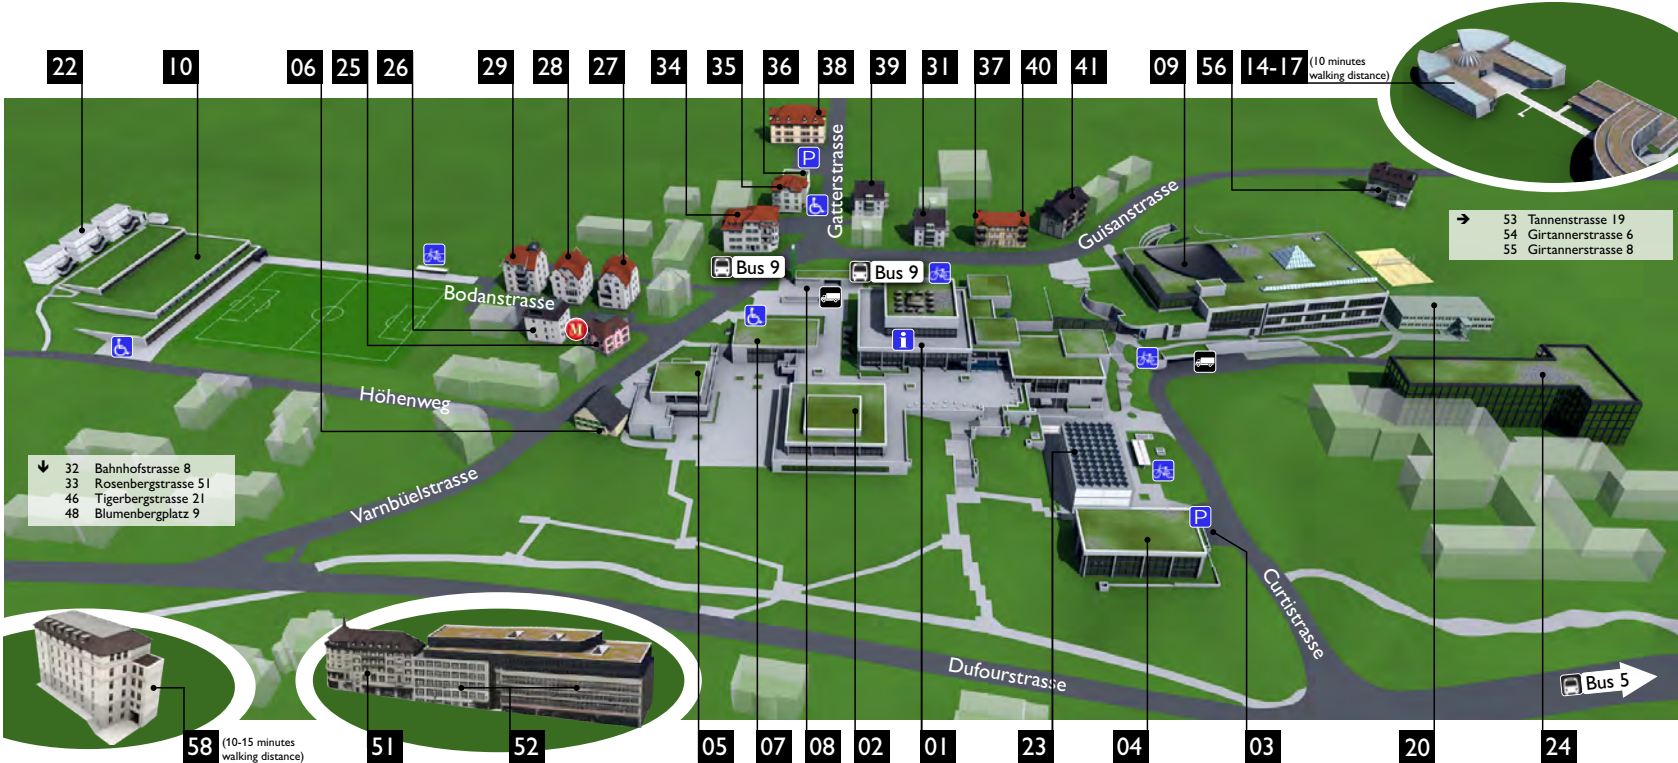 22 10 06 25 26 29 28 27 34 35 36 38 39 31 37 40 41 09 56 14-17
(10 minutes
walking distance)
P
Gatterstrasse
Guisanstrasse
➔ 53 Tannenstrasse 19
54 Girtannerstrasse 6
55 Girtannerstrasse 8
Bus 9
Bus 9
Bodanstrasse
M
i
Höhenweg
🡇 32 Bahnhofstrasse 8
33 Rosenbergstrasse 51
46 Tigerbergstrasse 21
48 Blumenbergplatz 9
Varnbüelstrasse
P
Curtistrasse
Dufourstrasse
Bus 5
58
(10-15 minutes
walking distance)
51 52 05 07 08 02 01 23 04 03 20 24